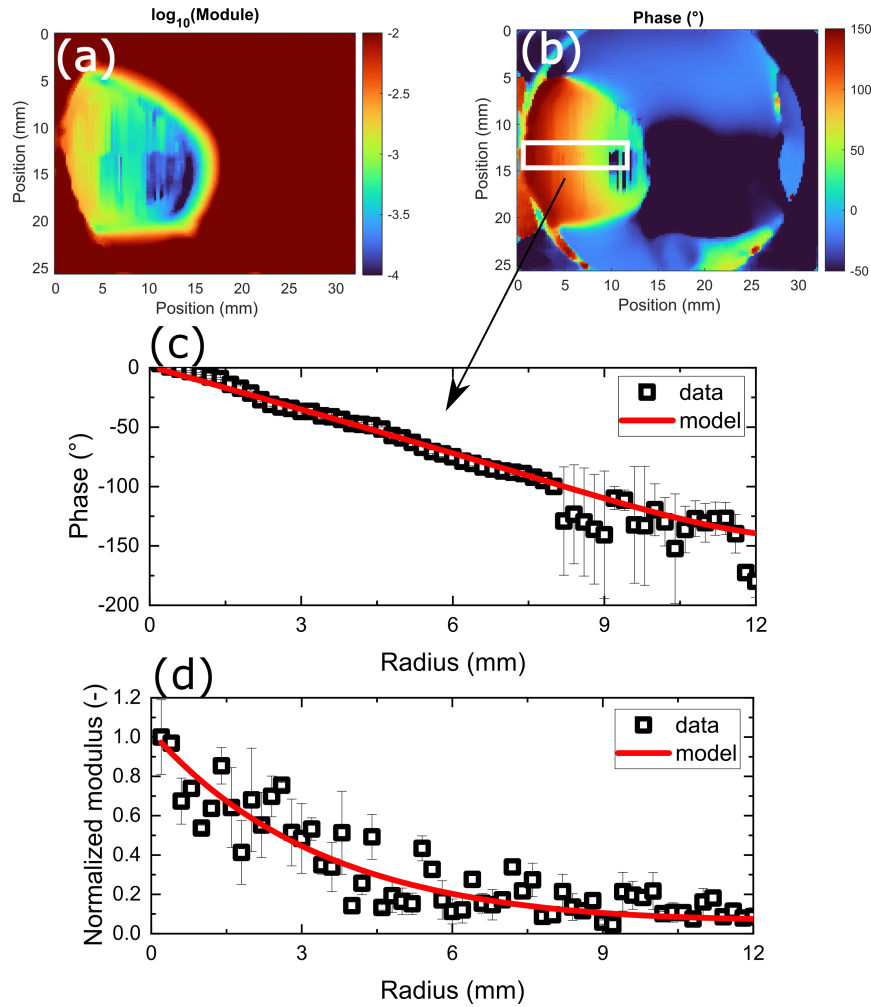 log10(Module)
Phase (°)
(a)
(b)
0
5
10
15
20
25
Position (mm)
0 5 10 15 20 25 30
Position (mm)
-2
-2.5
-3
-3.5
-4
0
5
10
15
20
25
Position (mm)
0 5 10 15 20 25 30
Position (mm)
150
100
50
0
-50
(c)
0
-50
-100
-150
-200
Phase (°)
data
model
0 3 6 9 12
Radius (mm)
(d)
1.2
1.0
0.8
0.6
0.4
0.2
0.0
Normalized modulus (-)
data
model
0 3 6 9 12
Radius (mm)